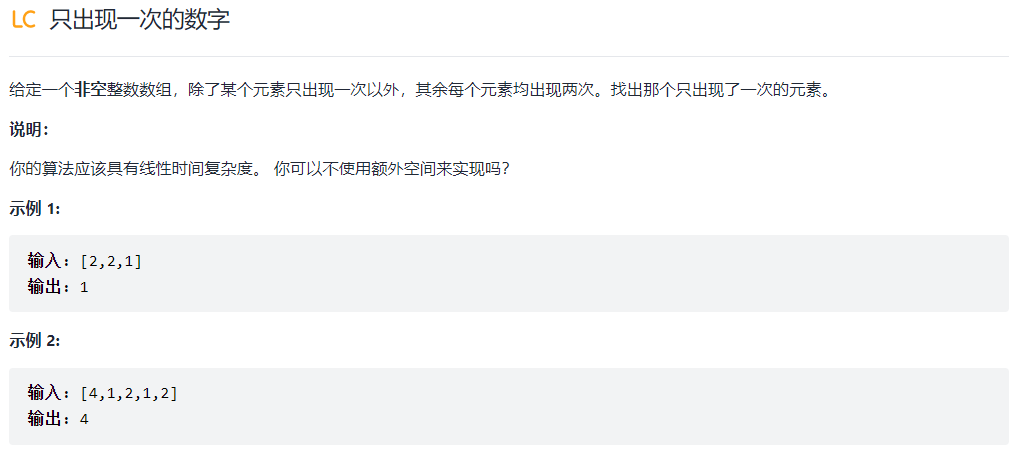 LC 只出现一次的数字
给定一个非空整数数组，除了某个元素只出现一次以外，其余每个元素均出现两次。找出那个只出现了一次的元素。
说明：
你的算法应该具有线性时间复杂度。 你可以不使用额外空间来实现吗？
示例 1:
输入：[2,2,1]
输出：1
示例 2:
输入：[4,1,2,1,2]
输出：4